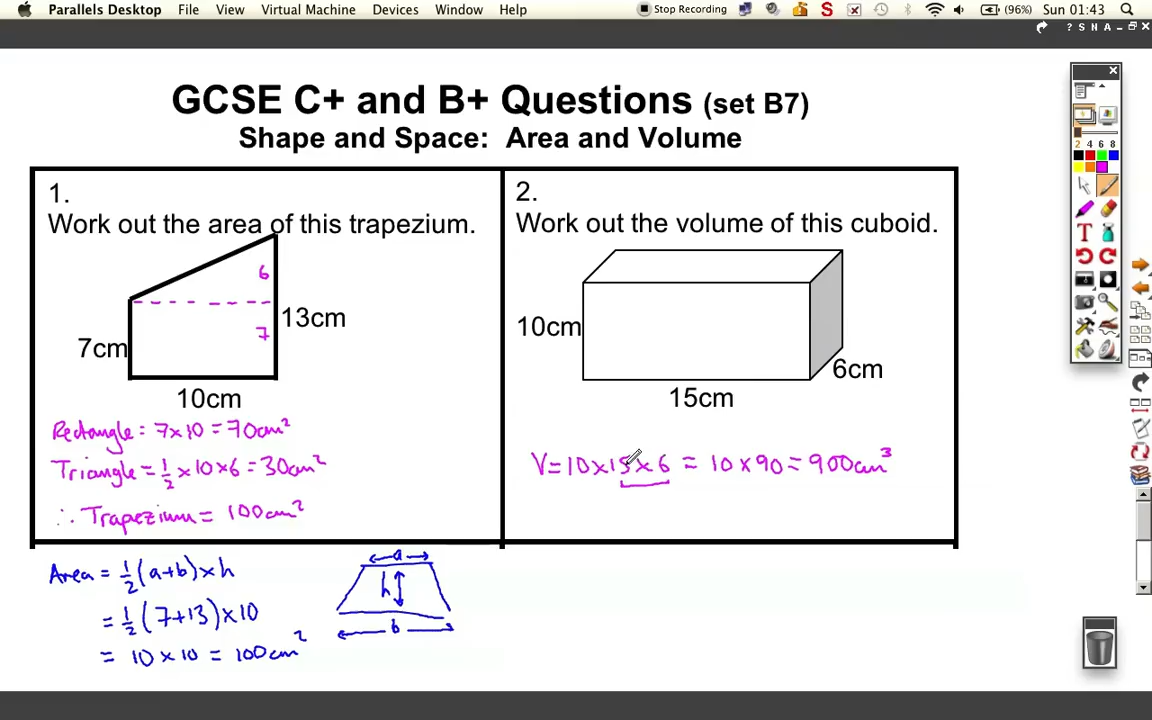 Parallels Desktop File View Virtual Machine Devices Window Help Stop Recording S (96%) Sun 01:43
? S N A
GCSE C+ and B+ Questions (set B7)
Shape and Space: Area and Volume
1.
Work out the area of this trapezium.
6
13cm
7
7cm
10cm
Rectangle = 7×10 = 70cm²
Triangle = ½ × 10 × 6 = 30cm²
∴ Trapezium = 100cm²
2.
Work out the volume of this cuboid.
10cm
6cm
15cm
V = 10×15×6 = 10×90 = 900cm³
Area = ½(a+b)×h
= ½(7+13)×10
= 10×10 = 100cm²
a
h
b
2 4 6 8
T